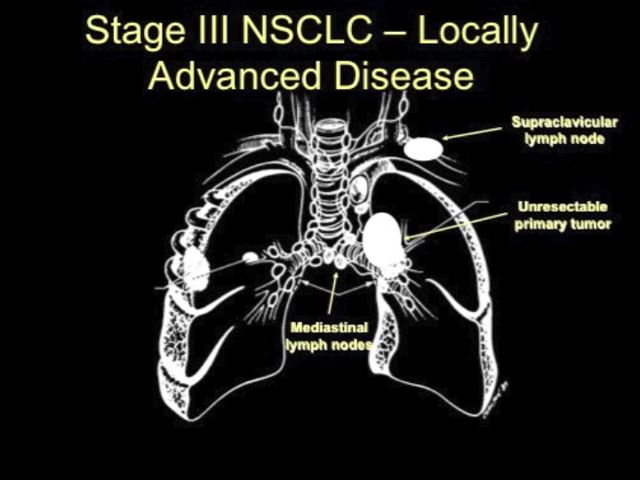 Stage III NSCLC – Locally
Advanced Disease
Supraclavicular
lymph node
Unresectable
primary tumor
Mediastinal
lymph nodes